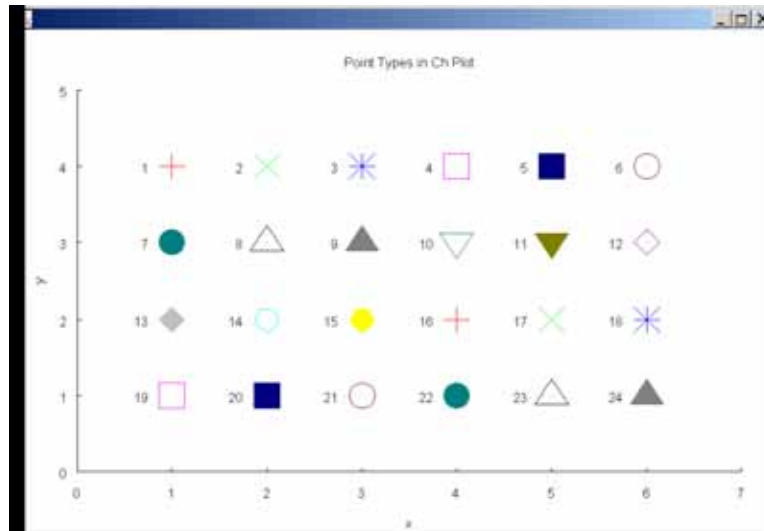 Point Types in Ch Plot
5
4 1 2 3 4 5 6
3 7 8 9 10 11 12
y
2 13 14 15 16 17 18
1 19 20 21 22 23 24
0
0 1 2 3 4 5 6 7
x